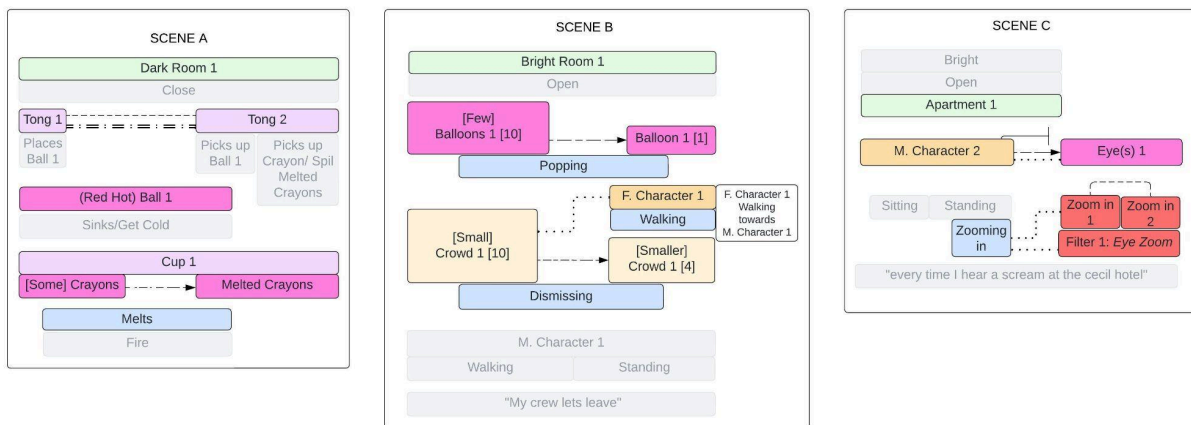 SCENE A
Dark Room 1
Close
Tong 1
Tong 2
Places
Ball 1
Picks up
Ball 1
Picks up
Crayon/ Spil
Melted
Crayons
(Red Hot) Ball 1
Sinks/Get Cold
Cup 1
[Some] Crayons
Melted Crayons
Melts
Fire
SCENE B
Bright Room 1
Open
[Few]
Balloons 1 [10]
Balloon 1 [1]
Popping
F. Character 1
Walking
F. Character 1
Walking
towards
M. Character 1
[Small]
Crowd 1 [10]
[Smaller]
Crowd 1 [4]
Dismissing
M. Character 1
Walking
Standing
"My crew lets leave"
SCENE C
Bright
Open
Apartment 1
M. Character 2
Eye(s) 1
Sitting
Standing
Zooming
in
Zoom in
1
Zoom in
2
Filter 1: Eye Zoom
"every time I hear a scream at the cecil hotel"